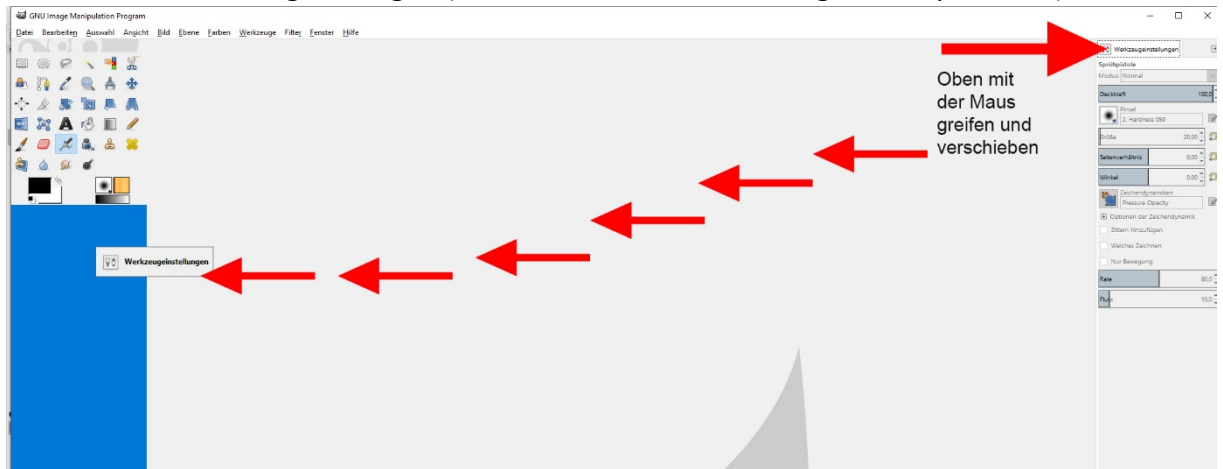 GNU Image Manipulation Program
Datei Bearbeiten Auswahl Ansicht Bild Ebene Farben Werkzeuge Filter Fenster Hilfe
Werkzeugeinstellungen
Sprühpistole
Modus: Normal
Deckkraft 100,0
Pinsel
2. Hardness 050
Größe 20,00
Seitenverhältnis 0,00
Winkel 0,00
Zeichendynamiken
Pressure Opacity
Optionen der Zeichendynamik
Zittern hinzufügen
Weiches Zeichnen
Nur Bewegung
Rate 80,0
Fluss 10,0
Oben mit
der Maus
greifen und
verschieben
Werkzeugeinstellungen